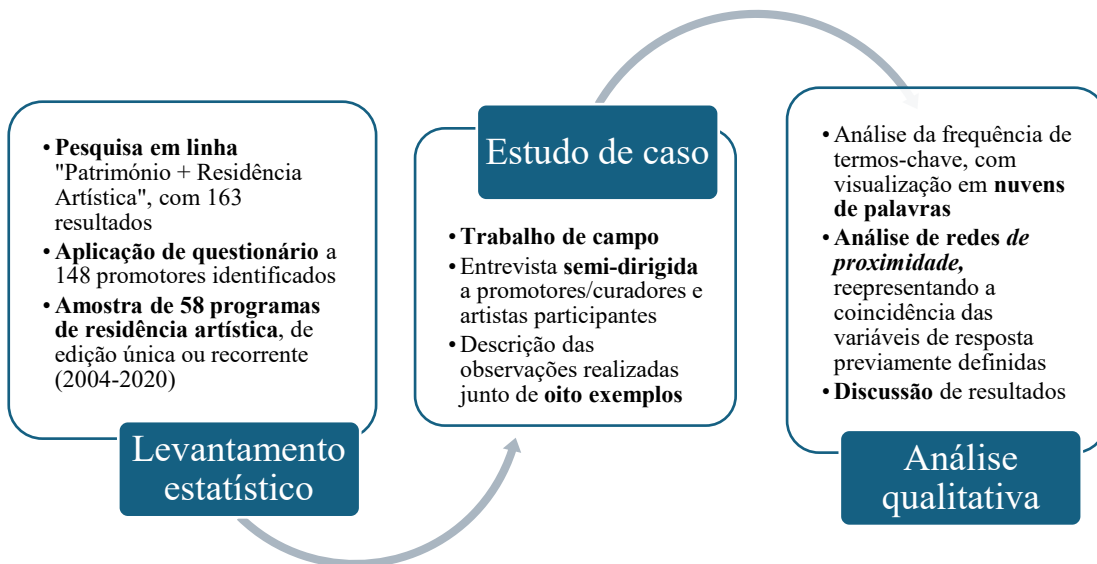 • Pesquisa em linha
"Património + Residência
Artística", com 163
resultados
• Aplicação de questionário a
148 promotores identificados
• Amostra de 58 programas
de residência artística, de
edição única ou recorrente
(2004-2020)
Levantamento
estatístico
Estudo de caso
• Trabalho de campo
• Entrevista semi-dirigida
a promotores/curadores e
artistas participantes
• Descrição das
observações realizadas
junto de oito exemplos
• Análise da frequência de
termos-chave, com
visualização em nuvens
de palavras
• Análise de redes de
proximidade,
reepresentando a
coincidência das
variáveis de resposta
previamente definidas
• Discussão de resultados
Análise
qualitativa